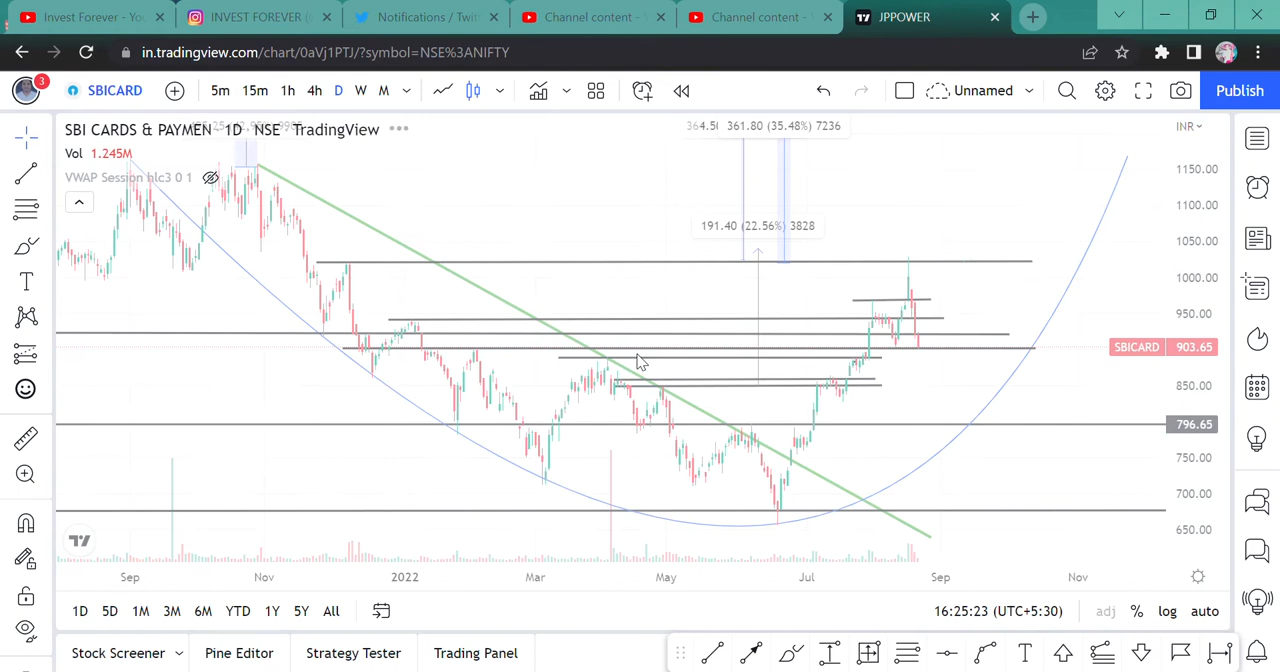 Invest Forever - You
INVEST FOREVER (
Notifications / Twit
Channel content -
Channel content -
JPPOWER
in.tradingview.com/chart/0aVj1PTJ/?symbol=NSE%3ANIFTY
3
SBICARD
5m 15m 1h 4h D W M
Unnamed
Publish
SBI CARDS & PAYMEN · 1D · NSE · TradingView
361.80 (35.48%) 7236
INR
Vol 1.245M
VWAP Session hlc3 0 1
1150.00
1100.00
191.40 (22.56%) 3828
1050.00
1000.00
950.00
SBICARD 903.65
850.00
796.65
750.00
700.00
650.00
Sep Nov 2022 Mar May Jul Sep Nov
1D 5D 1M 3M 6M YTD 1Y 5Y All
16:25:23 (UTC+5:30) adj % log auto
Stock Screener Pine Editor Strategy Tester Trading Panel